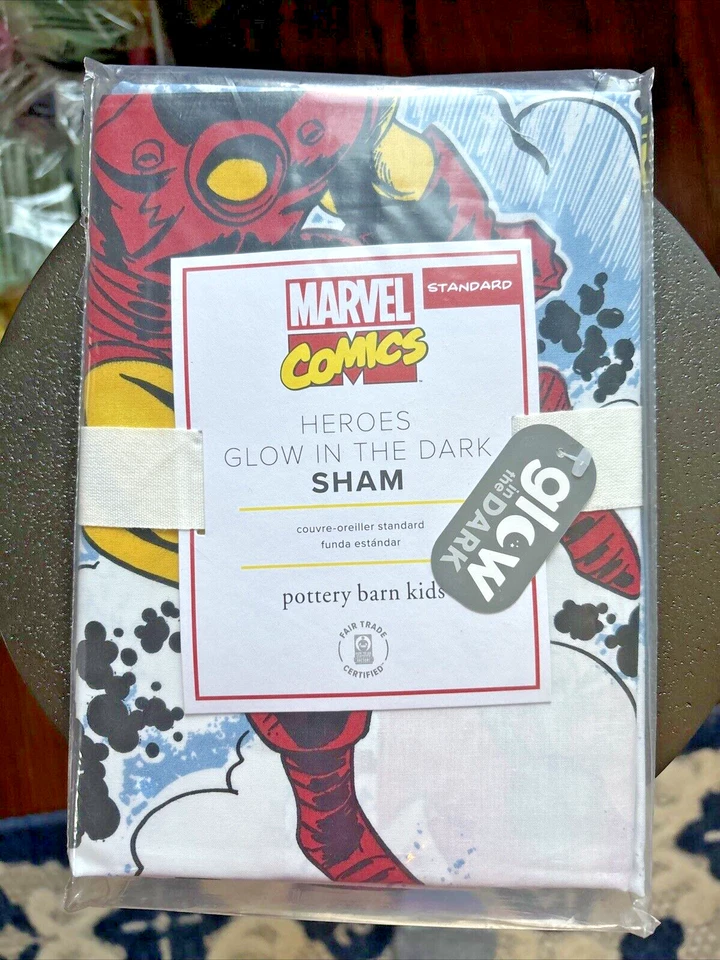 MARVEL
STANDARD
COMICS
HEROES
GLOW IN THE DARK
SHAM
couvre-oreiller standard
funda estándar
pottery barn kids
FAIR TRADE
CERTIFIED™
glow
in
the
DARK